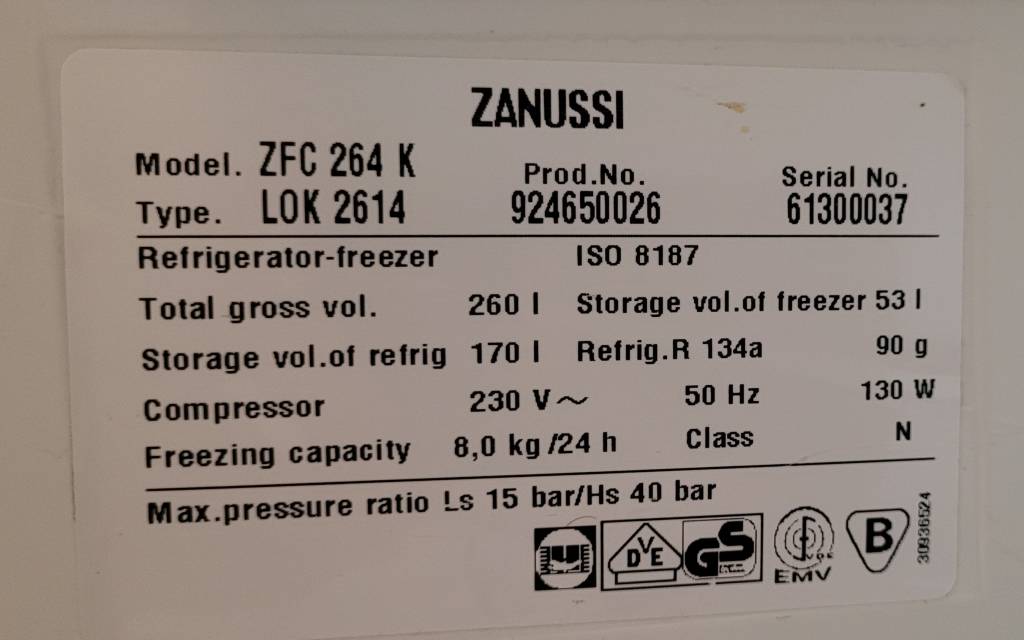 ZANUSSI
Model. ZFC 264 K Prod.No. Serial No.
Type. LOK 2614 924650026 61300037
Refrigerator-freezer ISO 8187
Total gross vol. 260 l Storage vol.of freezer 53 l
Storage vol.of refrig 170 l Refrig.R 134a 90 g
Compressor 230 V~ 50 Hz 130 W
Freezing capacity 8,0 kg/24 h Class N
Max.pressure ratio Ls 15 bar/Hs 40 bar
DVE GS VDE B
EMV
30936524